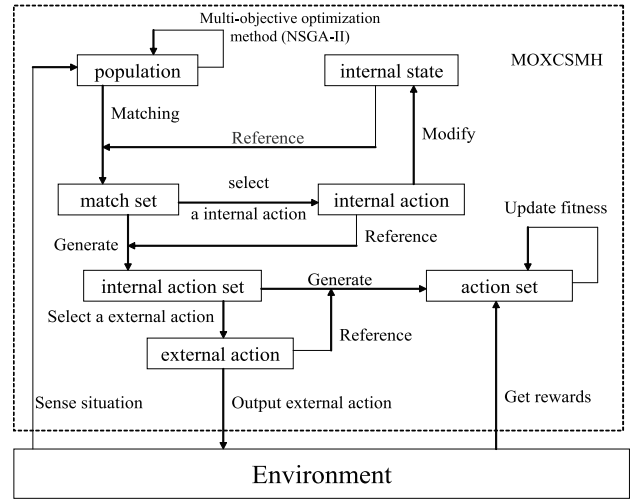 Multi-objective optimization
method (NSGA-II)
population
internal state
MOXCSMH
Matching
Reference
Modify
select
match set
internal action
a internal action
Update fitness
Generate
Reference
internal action set
Generate
action set
Select a external action
Reference
external action
Sense situation
Output external action
Get rewards
Environment